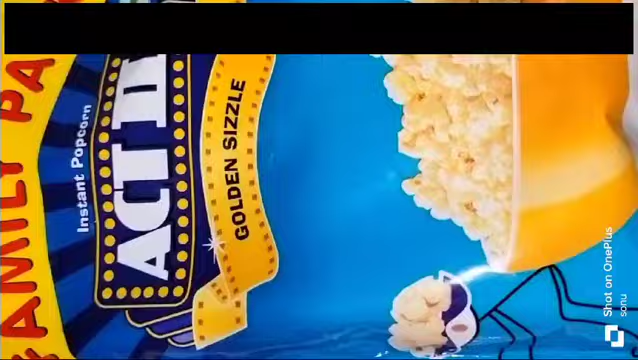 FAMILY PA
Instant Popcorn
ACT II
GOLDEN SIZZLE
Shot on OnePlus
sonu